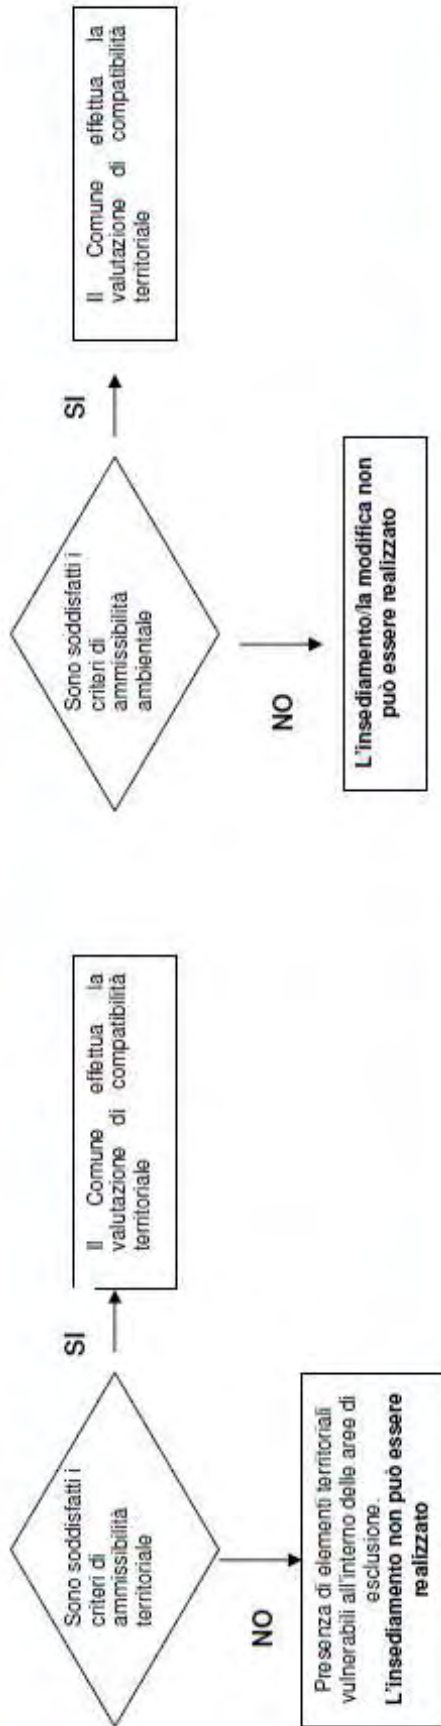 Sono soddisfatti i
criteri di
ammissibilità
territoriale
SI
Il Comune effettua la
valutazione di compatibilità
territoriale
NO
Presenza di elementi territoriali
vulnerabili all'interno delle aree di
esclusione.
L'insediamento non può essere
realizzato
Sono soddisfatti i
criteri di
ammissibilità
ambientale
SI
Il Comune effettua la
valutazione di compatibilità
territoriale
NO
L'insediamento/la modifica non
può essere realizzato